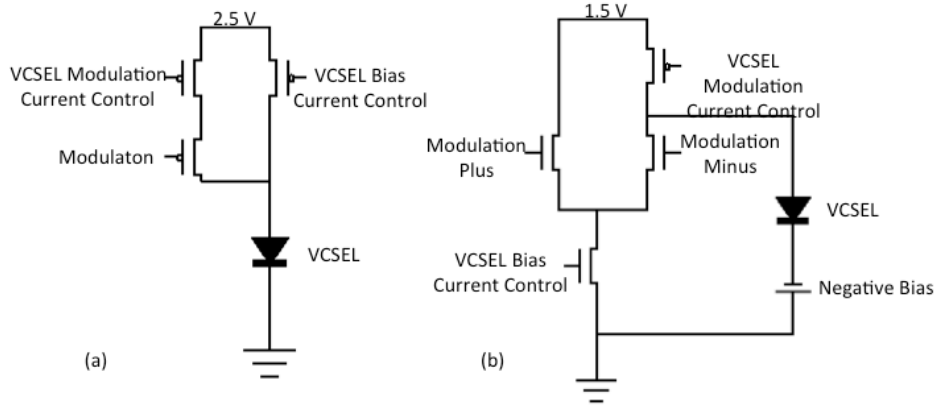 2.5 V
VCSEL Modulation
Current Control
VCSEL Bias
Current Control
Modulaton
VCSEL
(a)
1.5 V
VCSEL
Modulation
Current Control
Modulation
Plus
Modulation
Minus
VCSEL
VCSEL Bias
Current Control
Negative Bias
(b)